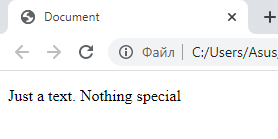 Document
Файл | C:/Users/Asus
Just a text. Nothing special